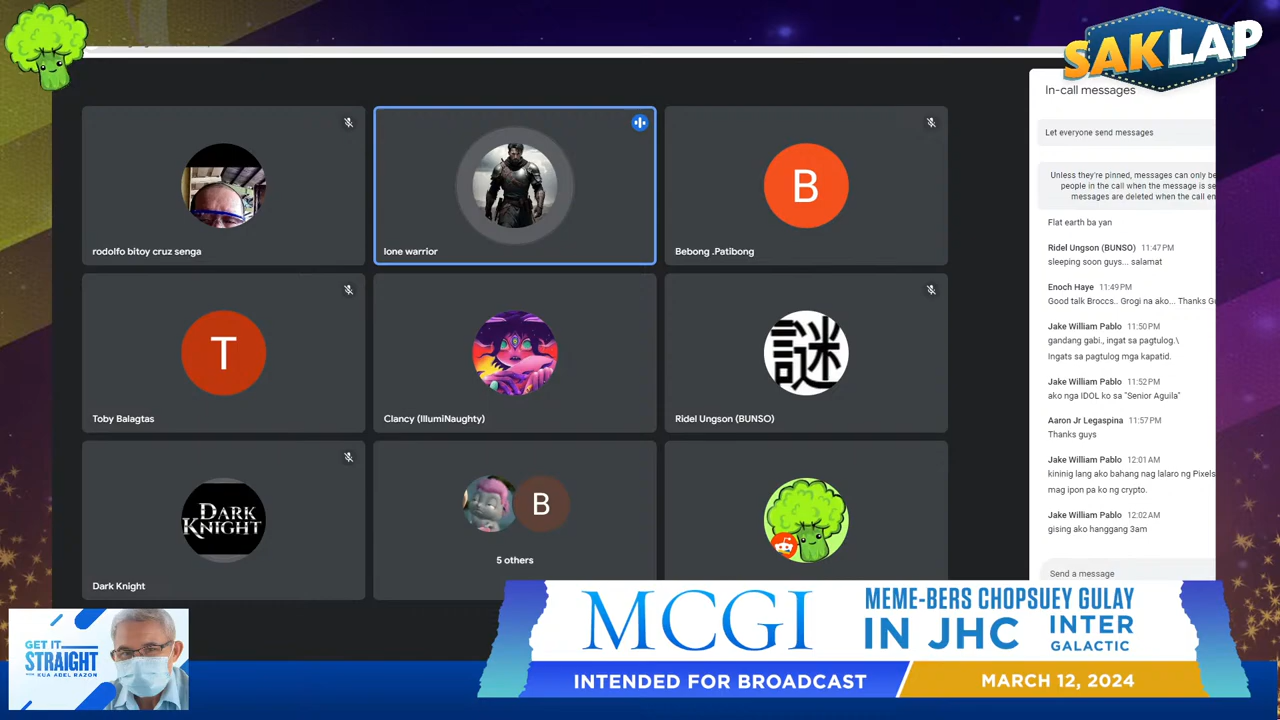 SAKLAP
In-call messages
Let everyone send messages
Unless they're pinned, messages can only be
people in the call when the message is se
messages are deleted when the call en
Flat earth ba yan
Ridel Ungson (BUNSO) 11:47 PM
sleeping soon guys... salamat
Enoch Haye 11:49 PM
Good talk Broccs.. Grogi na ako... Thanks Gu
Jake William Pablo 11:50 PM
gandang gabi., ingat sa pagtulog.\
Ingats sa pagtulog mga kapatid.
Jake William Pablo 11:52 PM
ako nga IDOL ko sa "Senior Aguila"
Aaron Jr Legaspina 11:57 PM
Thanks guys
Jake William Pablo 12:01 AM
kininig lang ako bahang nag lalaro ng Pixels
mag ipon pa ko ng crypto.
Jake William Pablo 12:02 AM
gising ako hanggang 3am
Send a message
rodolfo bitoy cruz senga
lone warrior
B
Bebong .Patibong
T
Toby Balagtas
Clancy (IllumiNaughty)
謎
Ridel Ungson (BUNSO)
DARK
KNIGHT
Dark Knight
B
5 others
GET IT
STRAIGHT
WITH KUYA ADEL RAZON
MCGI
MEME-BERS CHOPSUEY GULAY
IN JHC INTER
GALACTIC
INTENDED FOR BROADCAST
MARCH 12, 2024